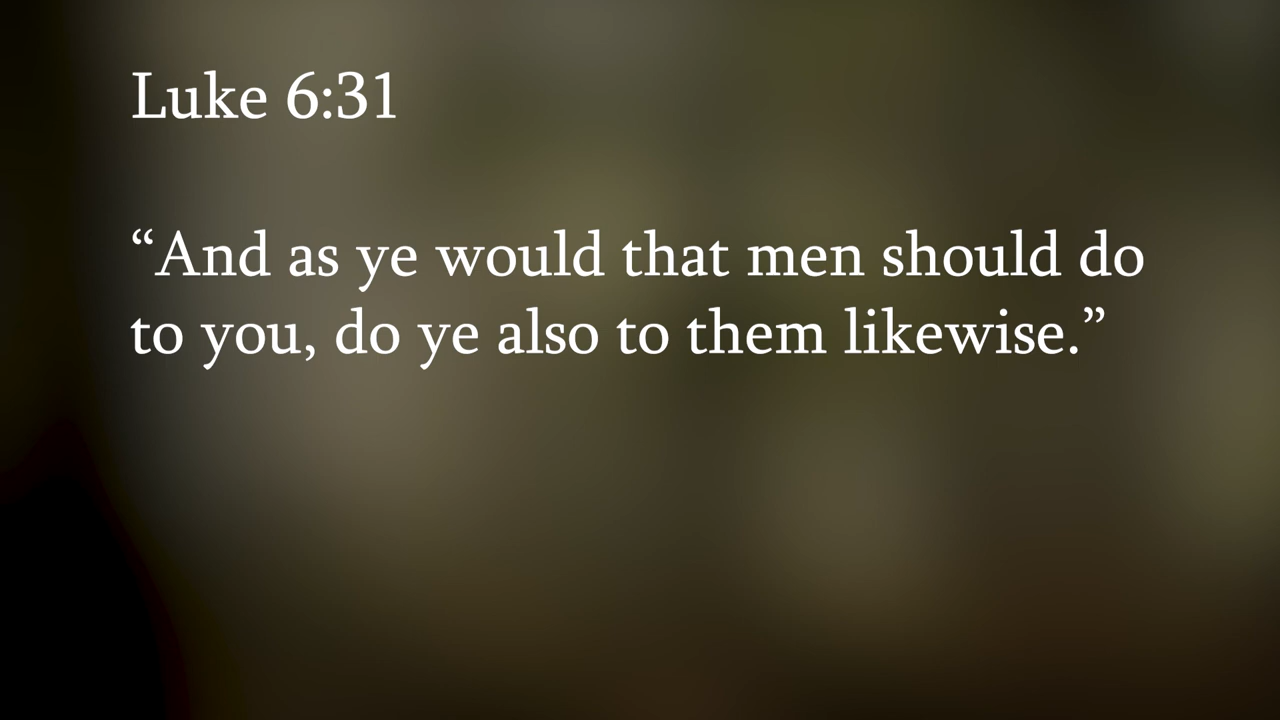 Luke 6:31
“And as ye would that men should do
to you, do ye also to them likewise.”